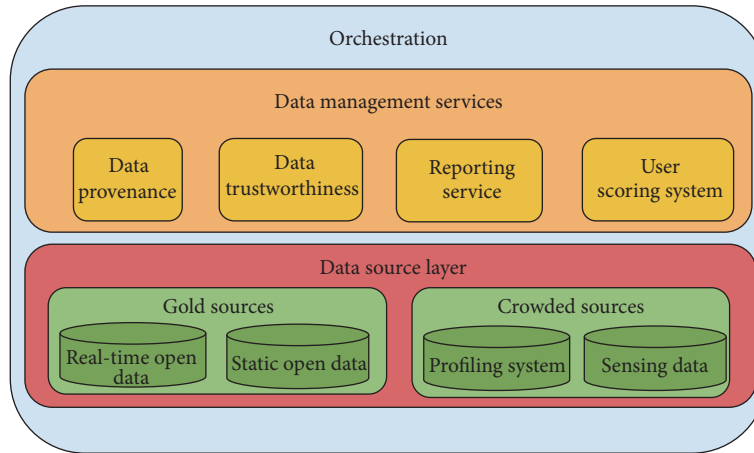 Orchestration
Data management services
Data
provenance
Data
trustworthiness
Reporting
service
User
scoring system
Data source layer
Gold sources
Real-time open
data
Static open data
Crowded sources
Profiling system
Sensing data